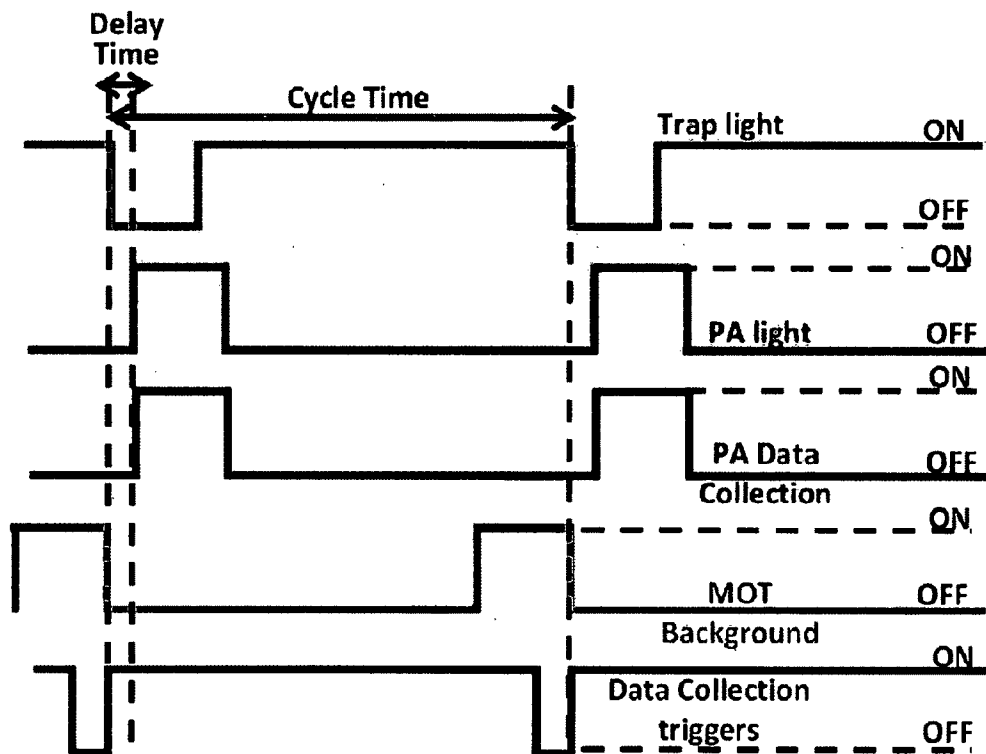 Delay
Time
Cycle Time
Trap light ON
OFF
ON
PA light OFF
ON
PA Data OFF
Collection
ON
MOT OFF
Background
ON
Data Collection
triggers OFF